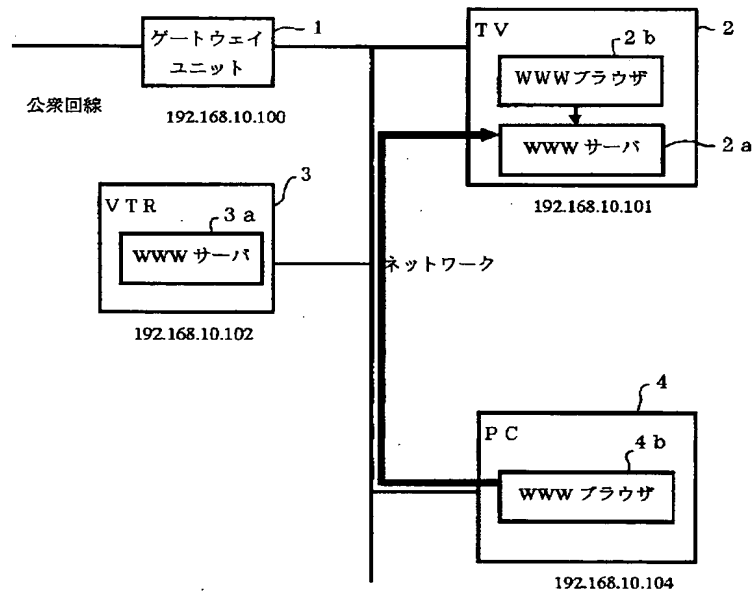 ゲートウェイ
ユニット
1
公衆回線
192.168.10.100
TV
2
2b
WWWブラウザ
WWWサーバ
2a
192.168.10.101
VTR
3
3a
WWWサーバ
192.168.10.102
ネットワーク
PC
4
4b
WWWブラウザ
192.168.10.104